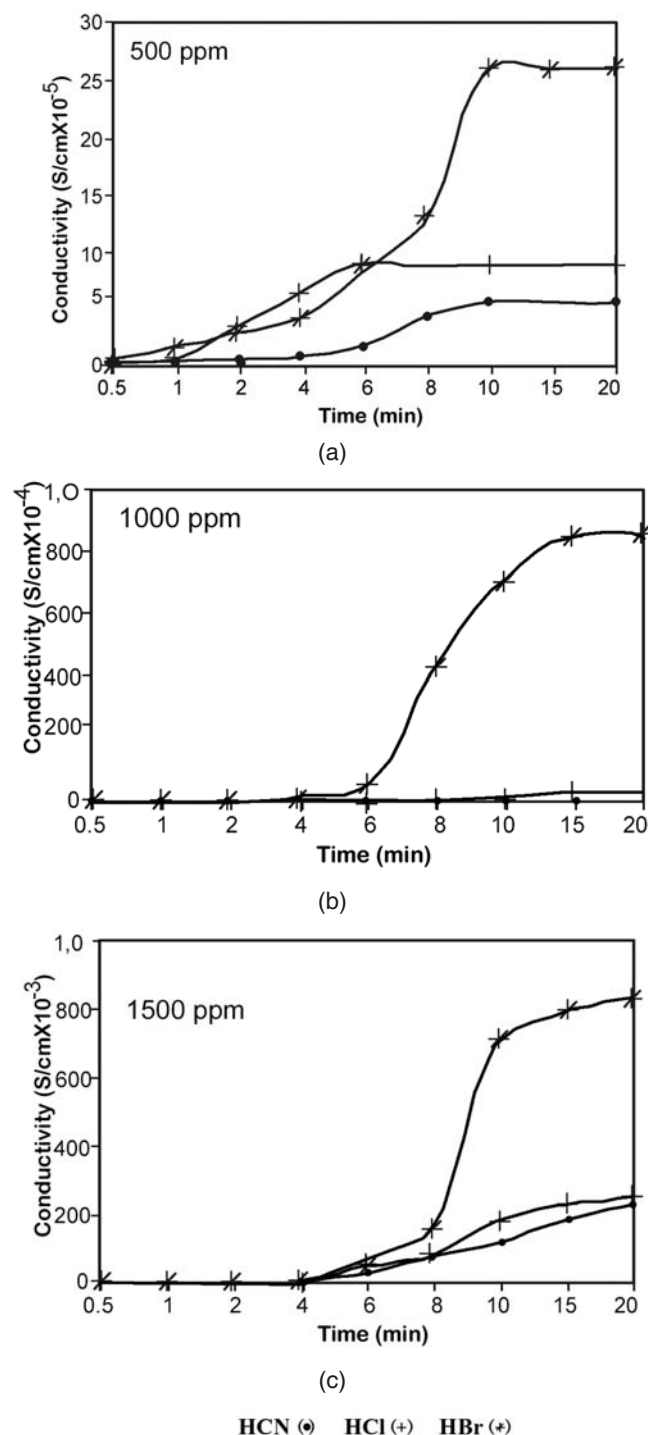 30
500 ppm
25
20
15
10
5
0
Conductivity (S/cmX10⁻⁵)
0.5 1 2 4 6 8 10 15 20
Time (min)
(a)
1,O
1000 ppm
800
600
400
200
0
Conductivity (S/cmX10⁻⁴)
0.5 1 2 4 6 8 10 15 20
Time (min)
(b)
1,0
1500 ppm
800
600
400
200
0
Conductivity (S/cmX10⁻³)
0.5 1 2 4 6 8 10 15 20
Time (min)
(c)
HCN (•) HCl (+) HBr (*)